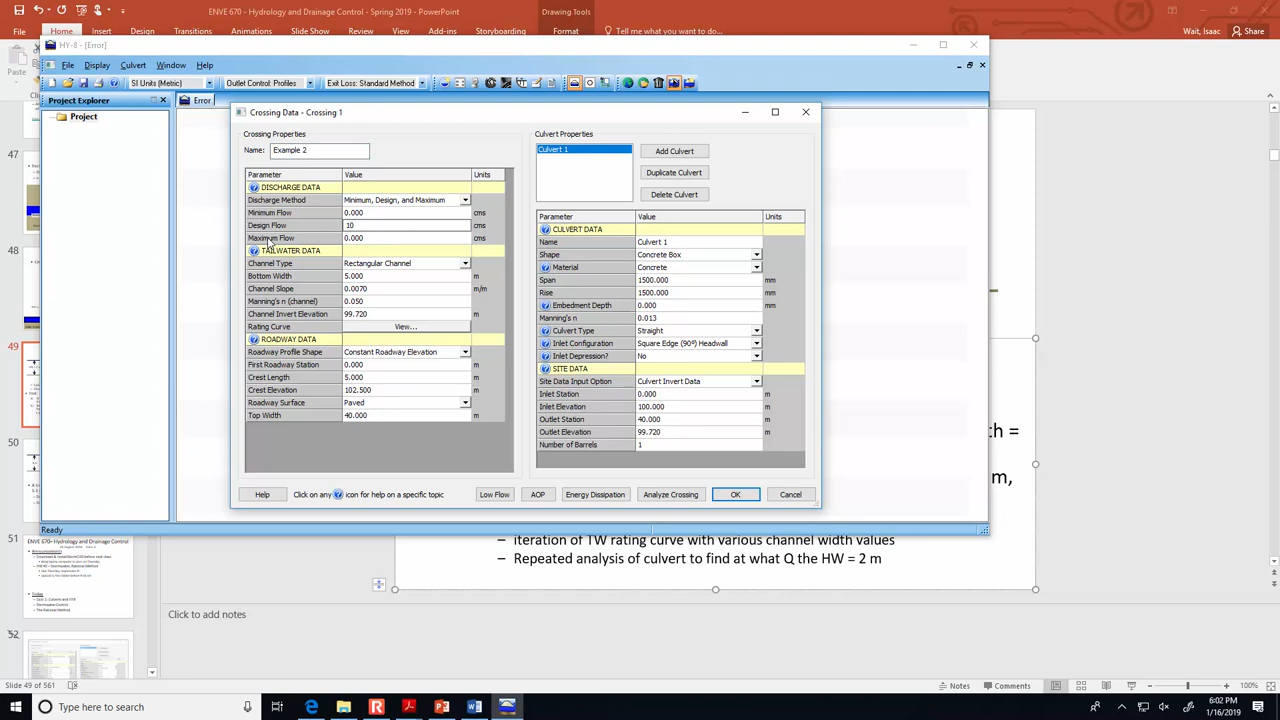 ENVE 670 - Hydrology and Drainage Control - Spring 2019 - PowerPoint
Drawing Tools
File
Home
Insert
Design
Transitions
Animations
Slide Show
Review
View
Add-ins
Storyboarding
Format
Tell me what you want to do...
Wait, Isaac
Share
Paste
HY-8 - [Error]
File
Display
Culvert
Window
Help
SI Units (Metric)
Outlet Control: Profiles
Exit Loss: Standard Method
Project Explorer
Project
Error
Crossing Data - Crossing 1
Crossing Properties
Name: Example 2
Parameter Value Units
DISCHARGE DATA
Discharge Method Minimum, Design, and Maximum
Minimum Flow 0.000 cms
Design Flow 10 cms
Maximum Flow 0.000 cms
TAILWATER DATA
Channel Type Rectangular Channel
Bottom Width 5.000 m
Channel Slope 0.0070 m/m
Manning's n (channel) 0.050
Channel Invert Elevation 99.720 m
Rating Curve View...
ROADWAY DATA
Roadway Profile Shape Constant Roadway Elevation
First Roadway Station 0.000 m
Crest Length 5.000 m
Crest Elevation 102.500 m
Roadway Surface Paved
Top Width 40.000 m
Culvert Properties
Culvert 1
Add Culvert
Duplicate Culvert
Delete Culvert
Parameter Value Units
CULVERT DATA
Name Culvert 1
Shape Concrete Box
Material Concrete
Span 1500.000 mm
Rise 1500.000 mm
Embedment Depth 0.000 mm
Manning's n 0.013
Culvert Type Straight
Inlet Configuration Square Edge (90º) Headwall
Inlet Depression? No
SITE DATA
Site Data Input Option Culvert Invert Data
Inlet Station 0.000 m
Inlet Elevation 100.000 m
Outlet Station 40.000 m
Outlet Elevation 99.720 m
Number of Barrels 1
Help
Click on any ? icon for help on a specific topic
Low Flow
AOP
Energy Dissipation
Analyze Crossing
OK
Cancel
Ready
th =
m,
– Iteration of TW rating curve with various channel width values
Repeated analysis of culvert to find at what Q the HW = 2 m
47
48
49
50
51
ENVE 670– Hydrology and Drainage Control
Announcements
Today
The Rational Method
52
Click to add notes
Slide 49 of 561
Notes
Comments
100%
Type here to search
6:02 PM
1/16/2019